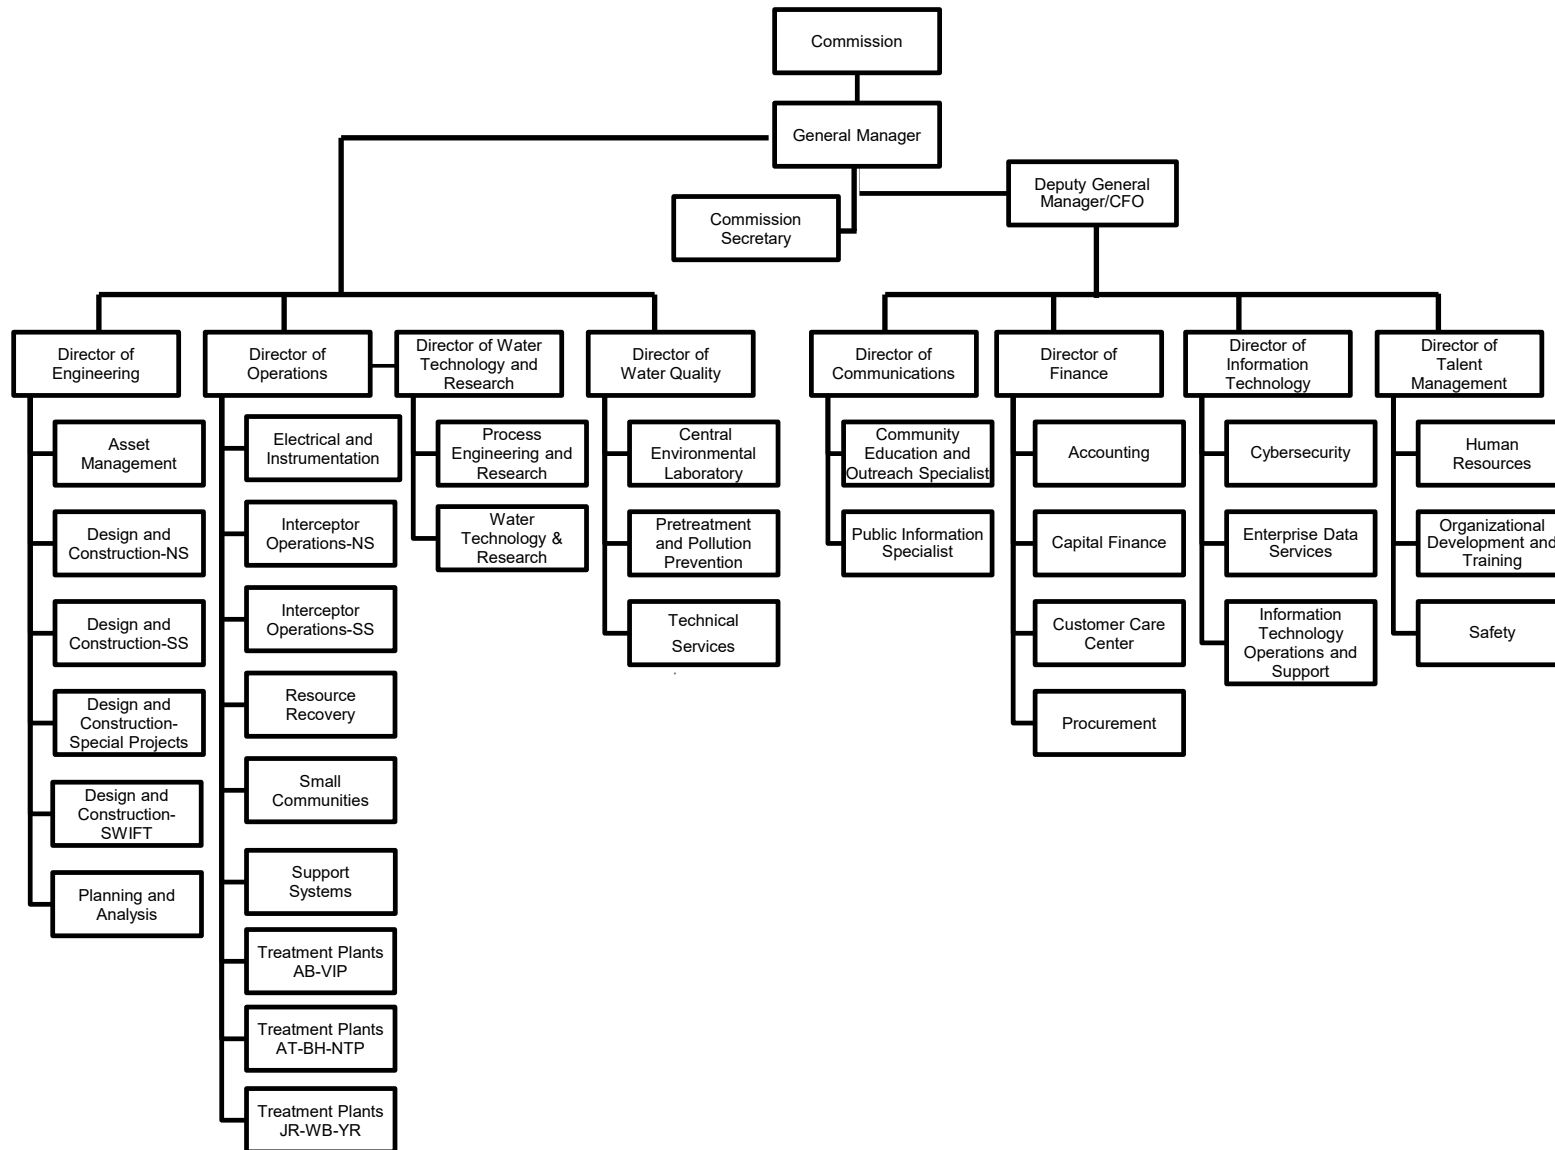 Commission
General Manager
Deputy General
Manager/CFO
Commission
Secretary
Director of
Engineering
Director of
Operations
Director of Water
Technology and
Research
Director of
Water Quality
Director of
Communications
Director of
Finance
Director of
Information
Technology
Director of
Talent
Management
Asset
Management
Design and
Construction-NS
Design and
Construction-SS
Design and
Construction-
Special Projects
Design and
Construction-
SWIFT
Planning and
Analysis
Electrical and
Instrumentation
Interceptor
Operations-NS
Interceptor
Operations-SS
Resource
Recovery
Small
Communities
Support
Systems
Treatment Plants
AB-VIP
Treatment Plants
AT-BH-NTP
Treatment Plants
JR-WB-YR
Process
Engineering and
Research
Water
Technology &
Research
Central
Environmental
Laboratory
Pretreatment
and Pollution
Prevention
Technical
Services
Community
Education and
Outreach Specialist
Public Information
Specialist
Accounting
Capital Finance
Customer Care
Center
Procurement
Cybersecurity
Enterprise Data
Services
Information
Technology
Operations and
Support
Human
Resources
Organizational
Development and
Training
Safety